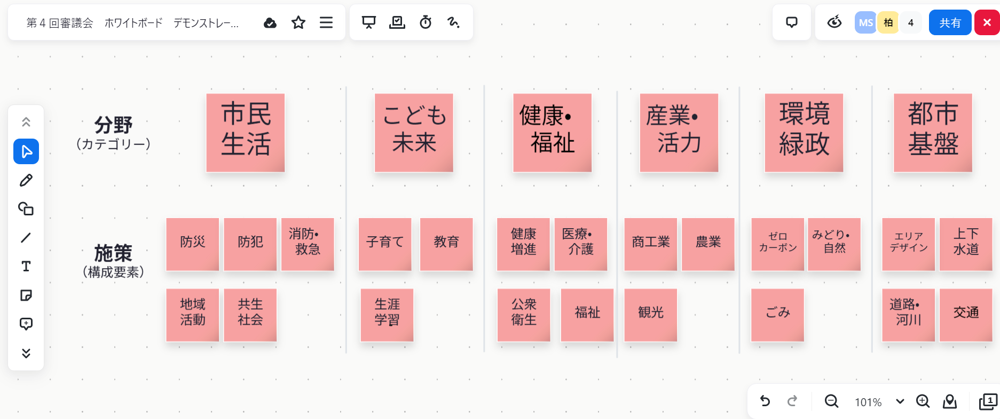 第4回審議会　ホワイトボード　デモンストレー...
MS
柏
4
共有
分野
（カテゴリー）
市民
生活
こども
未来
健康・
福祉
産業・
活力
環境
緑政
都市
基盤
施策
（構成要素）
防災
防犯
消防・
救急
子育て
教育
健康
増進
医療・
介護
商工業
農業
ゼロ
カーボン
みどり・
自然
エリア
デザイン
上下
水道
地域
活動
共生
社会
生涯
学習
公衆
衛生
福祉
観光
ごみ
道路・
河川
交通
T
101%
1